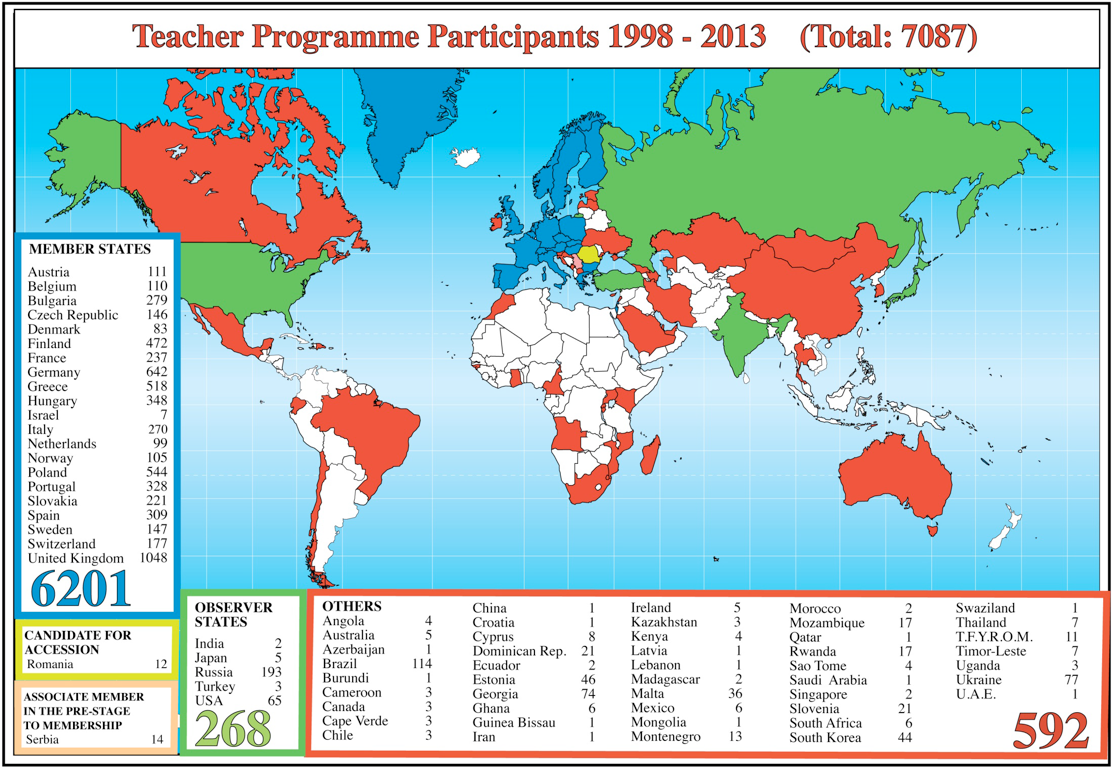 Teacher Programme Participants 1998 - 2013 (Total: 7087)
MEMBER STATES
Austria 111
Belgium 110
Bulgaria 279
Czech Republic 146
Denmark 83
Finland 472
France 237
Germany 642
Greece 518
Hungary 348
Israel 7
Italy 270
Netherlands 99
Norway 105
Poland 544
Portugal 328
Slovakia 221
Spain 309
Sweden 147
Switzerland 177
United Kingdom 1048
6201
CANDIDATE FOR
ACCESSION
Romania 12
ASSOCIATE MEMBER
IN THE PRE-STAGE
TO MEMBERSHIP
Serbia 14
OBSERVER
STATES
India 2
Japan 5
Russia 193
Turkey 3
USA 65
268
OTHERS
Angola 4
Australia 5
Azerbaijan 1
Brazil 114
Burundi 1
Cameroon 3
Canada 3
Cape Verde 3
Chile 3
China 1
Croatia 1
Cyprus 8
Dominican Rep. 21
Ecuador 2
Estonia 46
Georgia 74
Ghana 6
Guinea Bissau 1
Iran 1
Ireland 5
Kazakhstan 3
Kenya 4
Latvia 1
Lebanon 1
Madagascar 2
Malta 36
Mexico 6
Mongolia 1
Montenegro 13
Morocco 2
Mozambique 17
Qatar 1
Rwanda 17
Sao Tome 4
Saudi Arabia 1
Singapore 2
Slovenia 21
South Africa 6
South Korea 44
Swaziland 1
Thailand 7
T.F.Y.R.O.M. 11
Timor-Leste 7
Uganda 3
Ukraine 77
U.A.E. 1
592